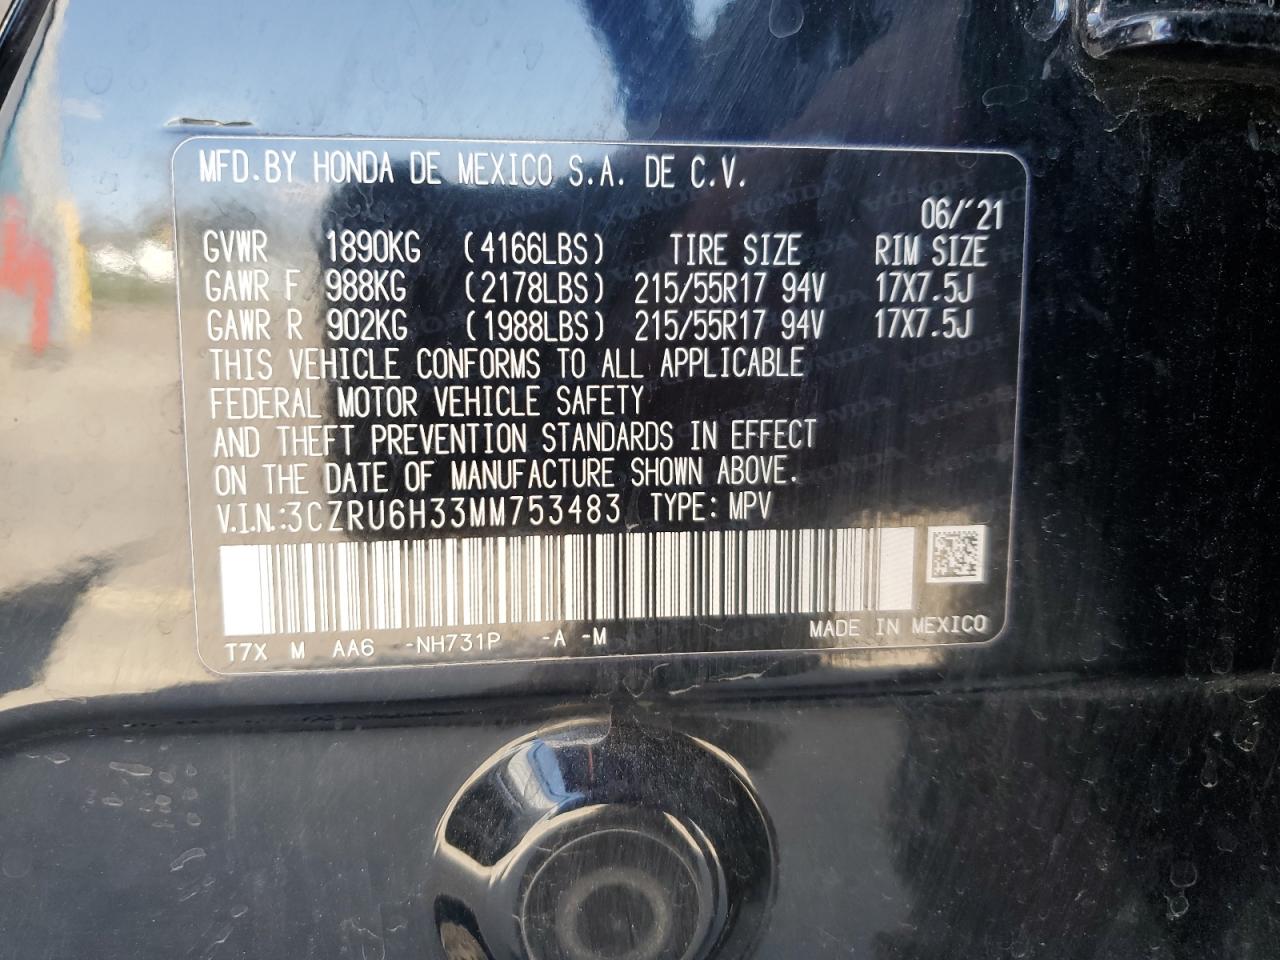 MFD.BY HONDA DE MEXICO S.A. DE C.V.
06/'21
GVWR 1890KG (4166LBS) TIRE SIZE RIM SIZE
GAWR F 988KG (2178LBS) 215/55R17 94V 17X7.5J
GAWR R 902KG (1988LBS) 215/55R17 94V 17X7.5J
THIS VEHICLE CONFORMS TO ALL APPLICABLE
FEDERAL MOTOR VEHICLE SAFETY
AND THEFT PREVENTION STANDARDS IN EFFECT
ON THE DATE OF MANUFACTURE SHOWN ABOVE.
V.I.N.:3CZRU6H33MM753483 TYPE: MPV
T7X M AA6 -NH731P -A -M MADE IN MEXICO